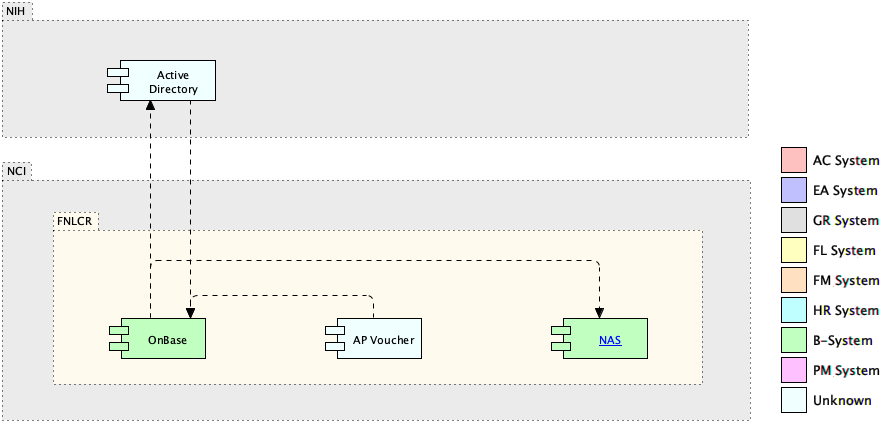 NIH
Active
Directory
NCI
FNLCR
OnBase
AP Voucher
NAS
AC System
EA System
GR System
FL System
FM System
HR System
B-System
PM System
Unknown